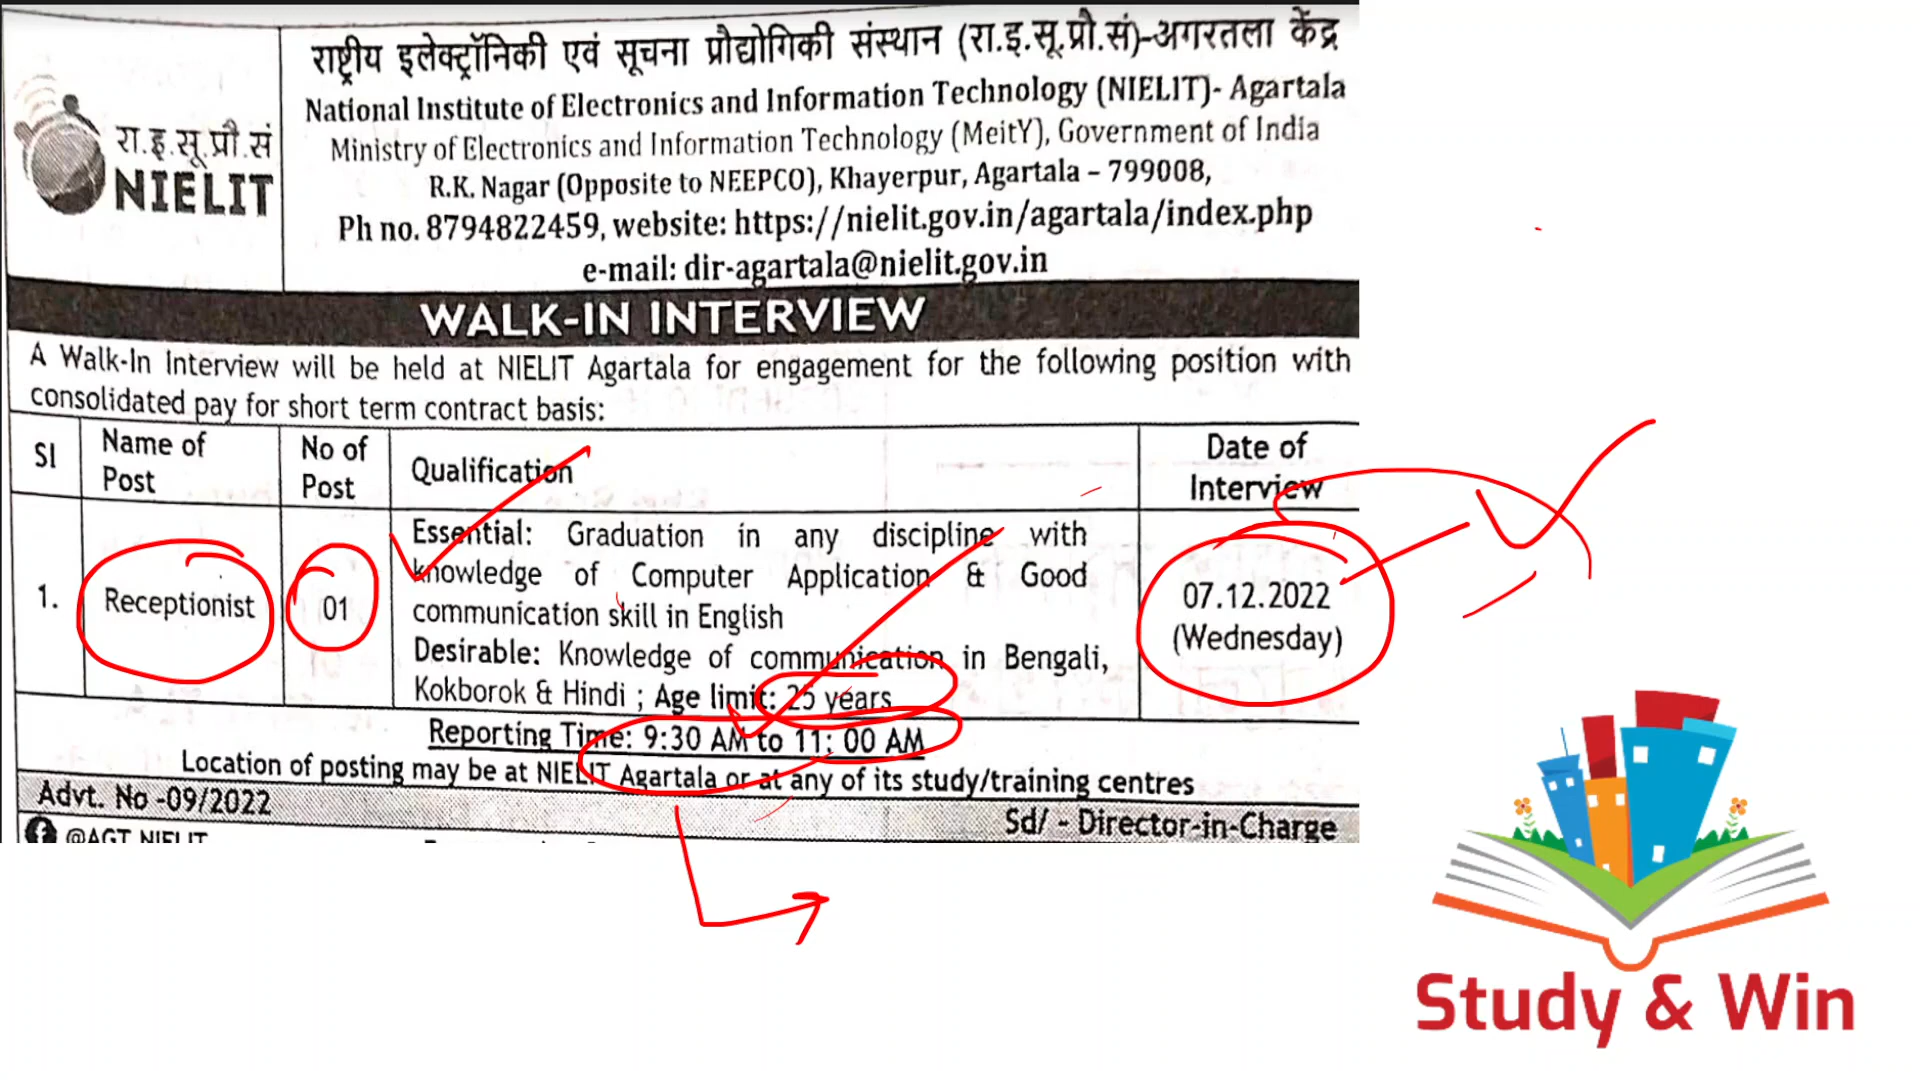 राष्ट्रीय इलेक्ट्रॉनिकी एवं सूचना प्रौद्योगिकी संस्थान (रा.इ.सू.प्रौ.सं)-अगरतला केंद्र
National Institute of Electronics and Information Technology (NIELIT)- Agartala
Ministry of Electronics and Information Technology (MeitY), Government of India
R.K. Nagar (Opposite to NEEPCO), Khayerpur, Agartala – 799008,
Ph no. 8794822459, website: https://nielit.gov.in/agartala/index.php
e-mail: dir-agartala@nielit.gov.in
रा.इ.सू.प्रौ.सं
NIELIT
WALK-IN INTERVIEW
A Walk-In Interview will be held at NIELIT Agartala for engagement for the following position with
consolidated pay for short term contract basis:
Sl
Name of
Post
No of
Post
Qualification
Date of
Interview
1.
Receptionist
01
Essential: Graduation in any discipline with
knowledge of Computer Application & Good
communication skill in English
Desirable: Knowledge of communication in Bengali,
Kokborok & Hindi ; Age limit: 25 years
07.12.2022
(Wednesday)
Reporting Time: 9:30 AM to 11: 00 AM
Location of posting may be at NIELIT Agartala or at any of its study/training centres
Advt. No -09/2022
Sd/ - Director-in-Charge
@AGT NIELIT
Study & Win